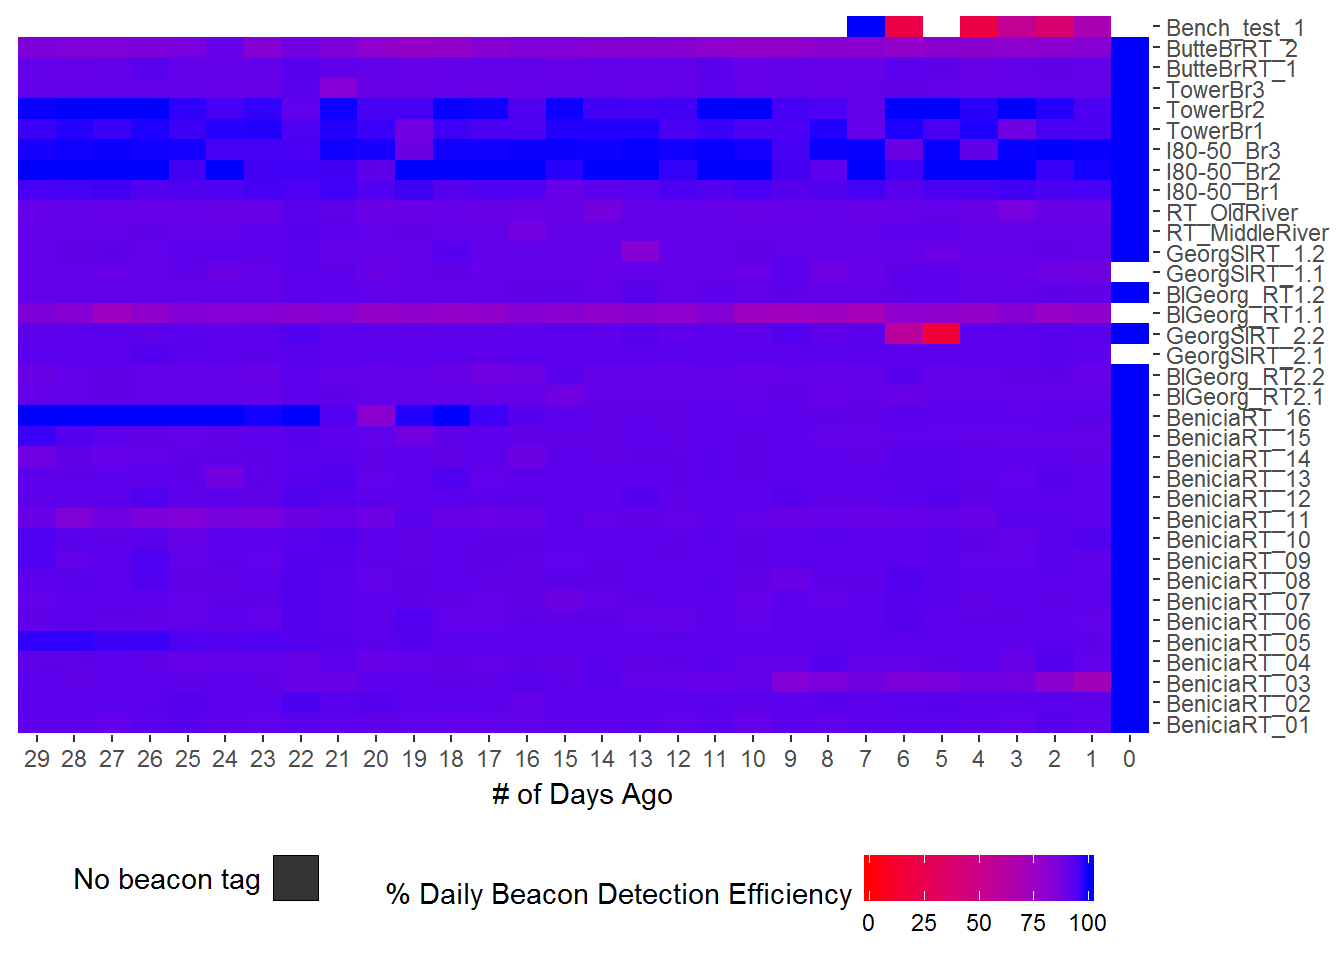 Bench_test_1
ButteBrRT_2
ButteBrRT_1
TowerBr3
TowerBr2
TowerBr1
I80-50_Br3
I80-50_Br2
I80-50_Br1
RT_OldRiver
RT_MiddleRiver
GeorgSlRT_1.2
GeorgSlRT_1.1
BlGeorg_RT1.2
BlGeorg_RT1.1
GeorgSlRT_2.2
GeorgSlRT_2.1
BlGeorg_RT2.2
BlGeorg_RT2.1
BeniciaRT_16
BeniciaRT_15
BeniciaRT_14
BeniciaRT_13
BeniciaRT_12
BeniciaRT_11
BeniciaRT_10
BeniciaRT_09
BeniciaRT_08
BeniciaRT_07
BeniciaRT_06
BeniciaRT_05
BeniciaRT_04
BeniciaRT_03
BeniciaRT_02
BeniciaRT_01
29 28 27 26 25 24 23 22 21 20 19 18 17 16 15 14 13 12 11 10 9 8 7 6 5 4 3 2 1 0
# of Days Ago
No beacon tag
% Daily Beacon Detection Efficiency
0 25 50 75 100